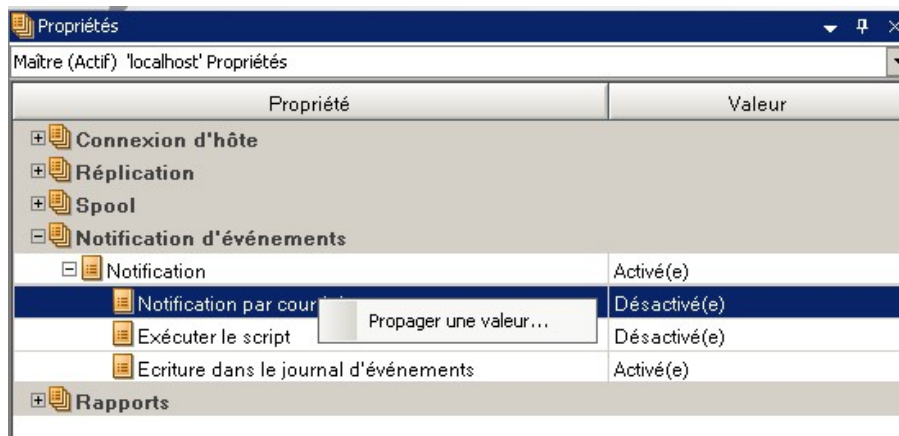 Propriétés
Maître (Actif) 'localhost' Propriétés
Propriété Valeur
Connexion d'hôte
Réplication
Spool
Notification d'événements
Notification Activé(e)
Notification par Désactivé(e)
Propager une valeur...
Exécuter le script Désactivé(e)
Ecriture dans le journal d'événements Activé(e)
Rapports